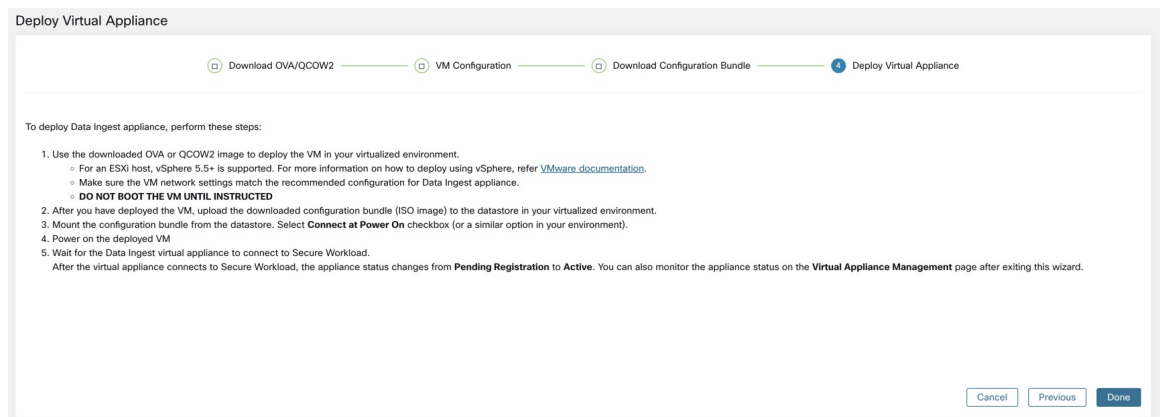 Deploy Virtual Appliance
Download OVA/QCOW2
VM Configuration
Download Configuration Bundle
4 Deploy Virtual Appliance
To deploy Data Ingest appliance, perform these steps:
1. Use the downloaded OVA or QCOW2 image to deploy the VM in your virtualized environment.
○ For an ESXi host, vSphere 5.5+ is supported. For more information on how to deploy using vSphere, refer VMware documentation.
○ Make sure the VM network settings match the recommended configuration for Data Ingest appliance.
○ DO NOT BOOT THE VM UNTIL INSTRUCTED
2. After you have deployed the VM, upload the downloaded configuration bundle (ISO image) to the datastore in your virtualized environment.
3. Mount the configuration bundle from the datastore. Select Connect at Power On checkbox (or a similar option in your environment).
4. Power on the deployed VM
5. Wait for the Data Ingest virtual appliance to connect to Secure Workload.
After the virtual appliance connects to Secure Workload, the appliance status changes from Pending Registration to Active. You can also monitor the appliance status on the Virtual Appliance Management page after exiting this wizard.
Cancel
Previous
Done